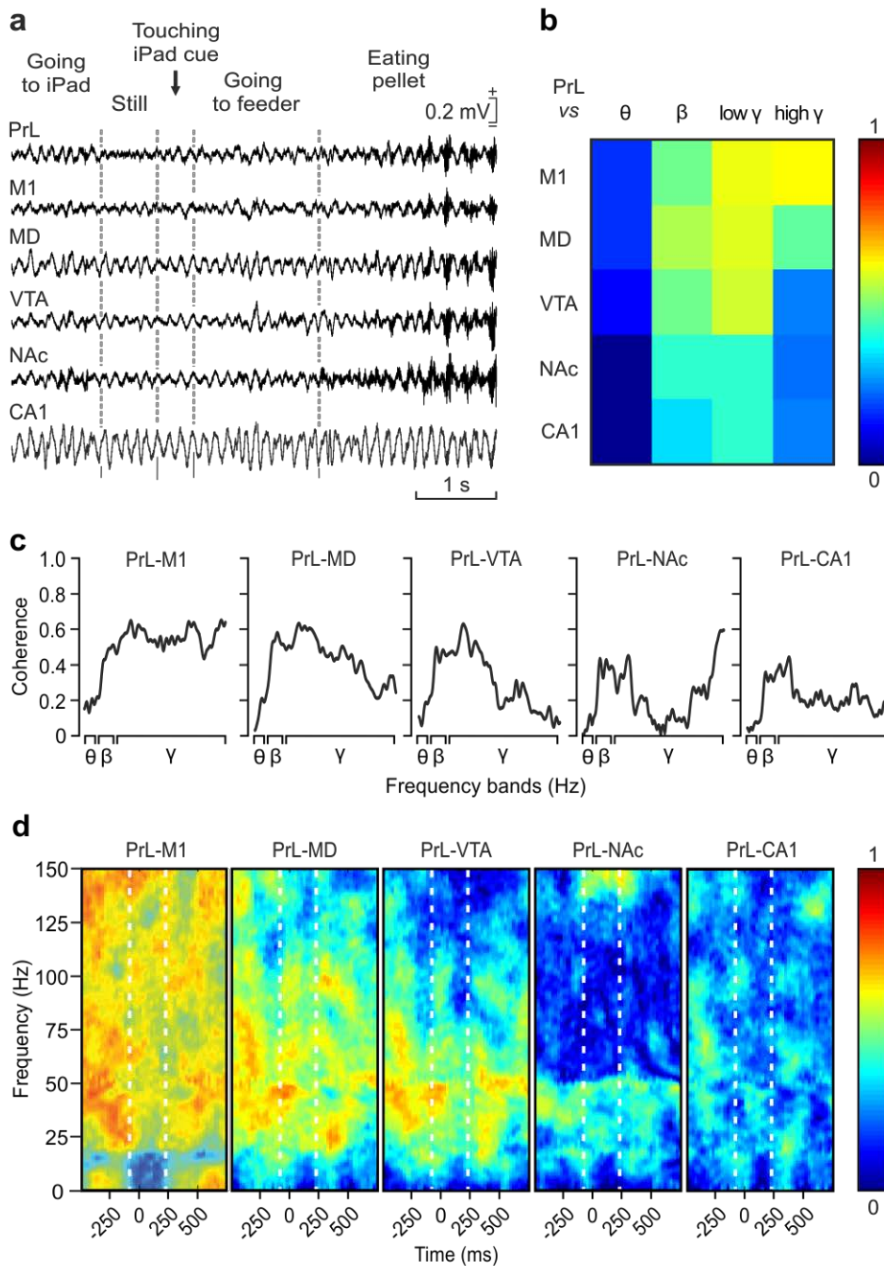 a
Touching
iPad cue
Going
to iPad
Still
Going
to feeder
Eating
pellet
+
0.2 mV
–
PrL
M1
MD
VTA
NAc
CA1
1 s
b
PrL
vs
θ β low γ high γ
M1
MD
VTA
NAc
CA1
1
0
c
PrL-M1 PrL-MD PrL-VTA PrL-NAc PrL-CA1
Coherence
1.0
0.8
0.6
0.4
0.2
0
θ β γ θ β γ θ β γ θ β γ θ β γ
Frequency bands (Hz)
d
PrL-M1 PrL-MD PrL-VTA PrL-NAc PrL-CA1
Frequency (Hz)
150
125
100
75
50
25
0
-250 0 250 500 -250 0 250 500 -250 0 250 500 -250 0 250 500 -250 0 250 500
Time (ms)
1
0